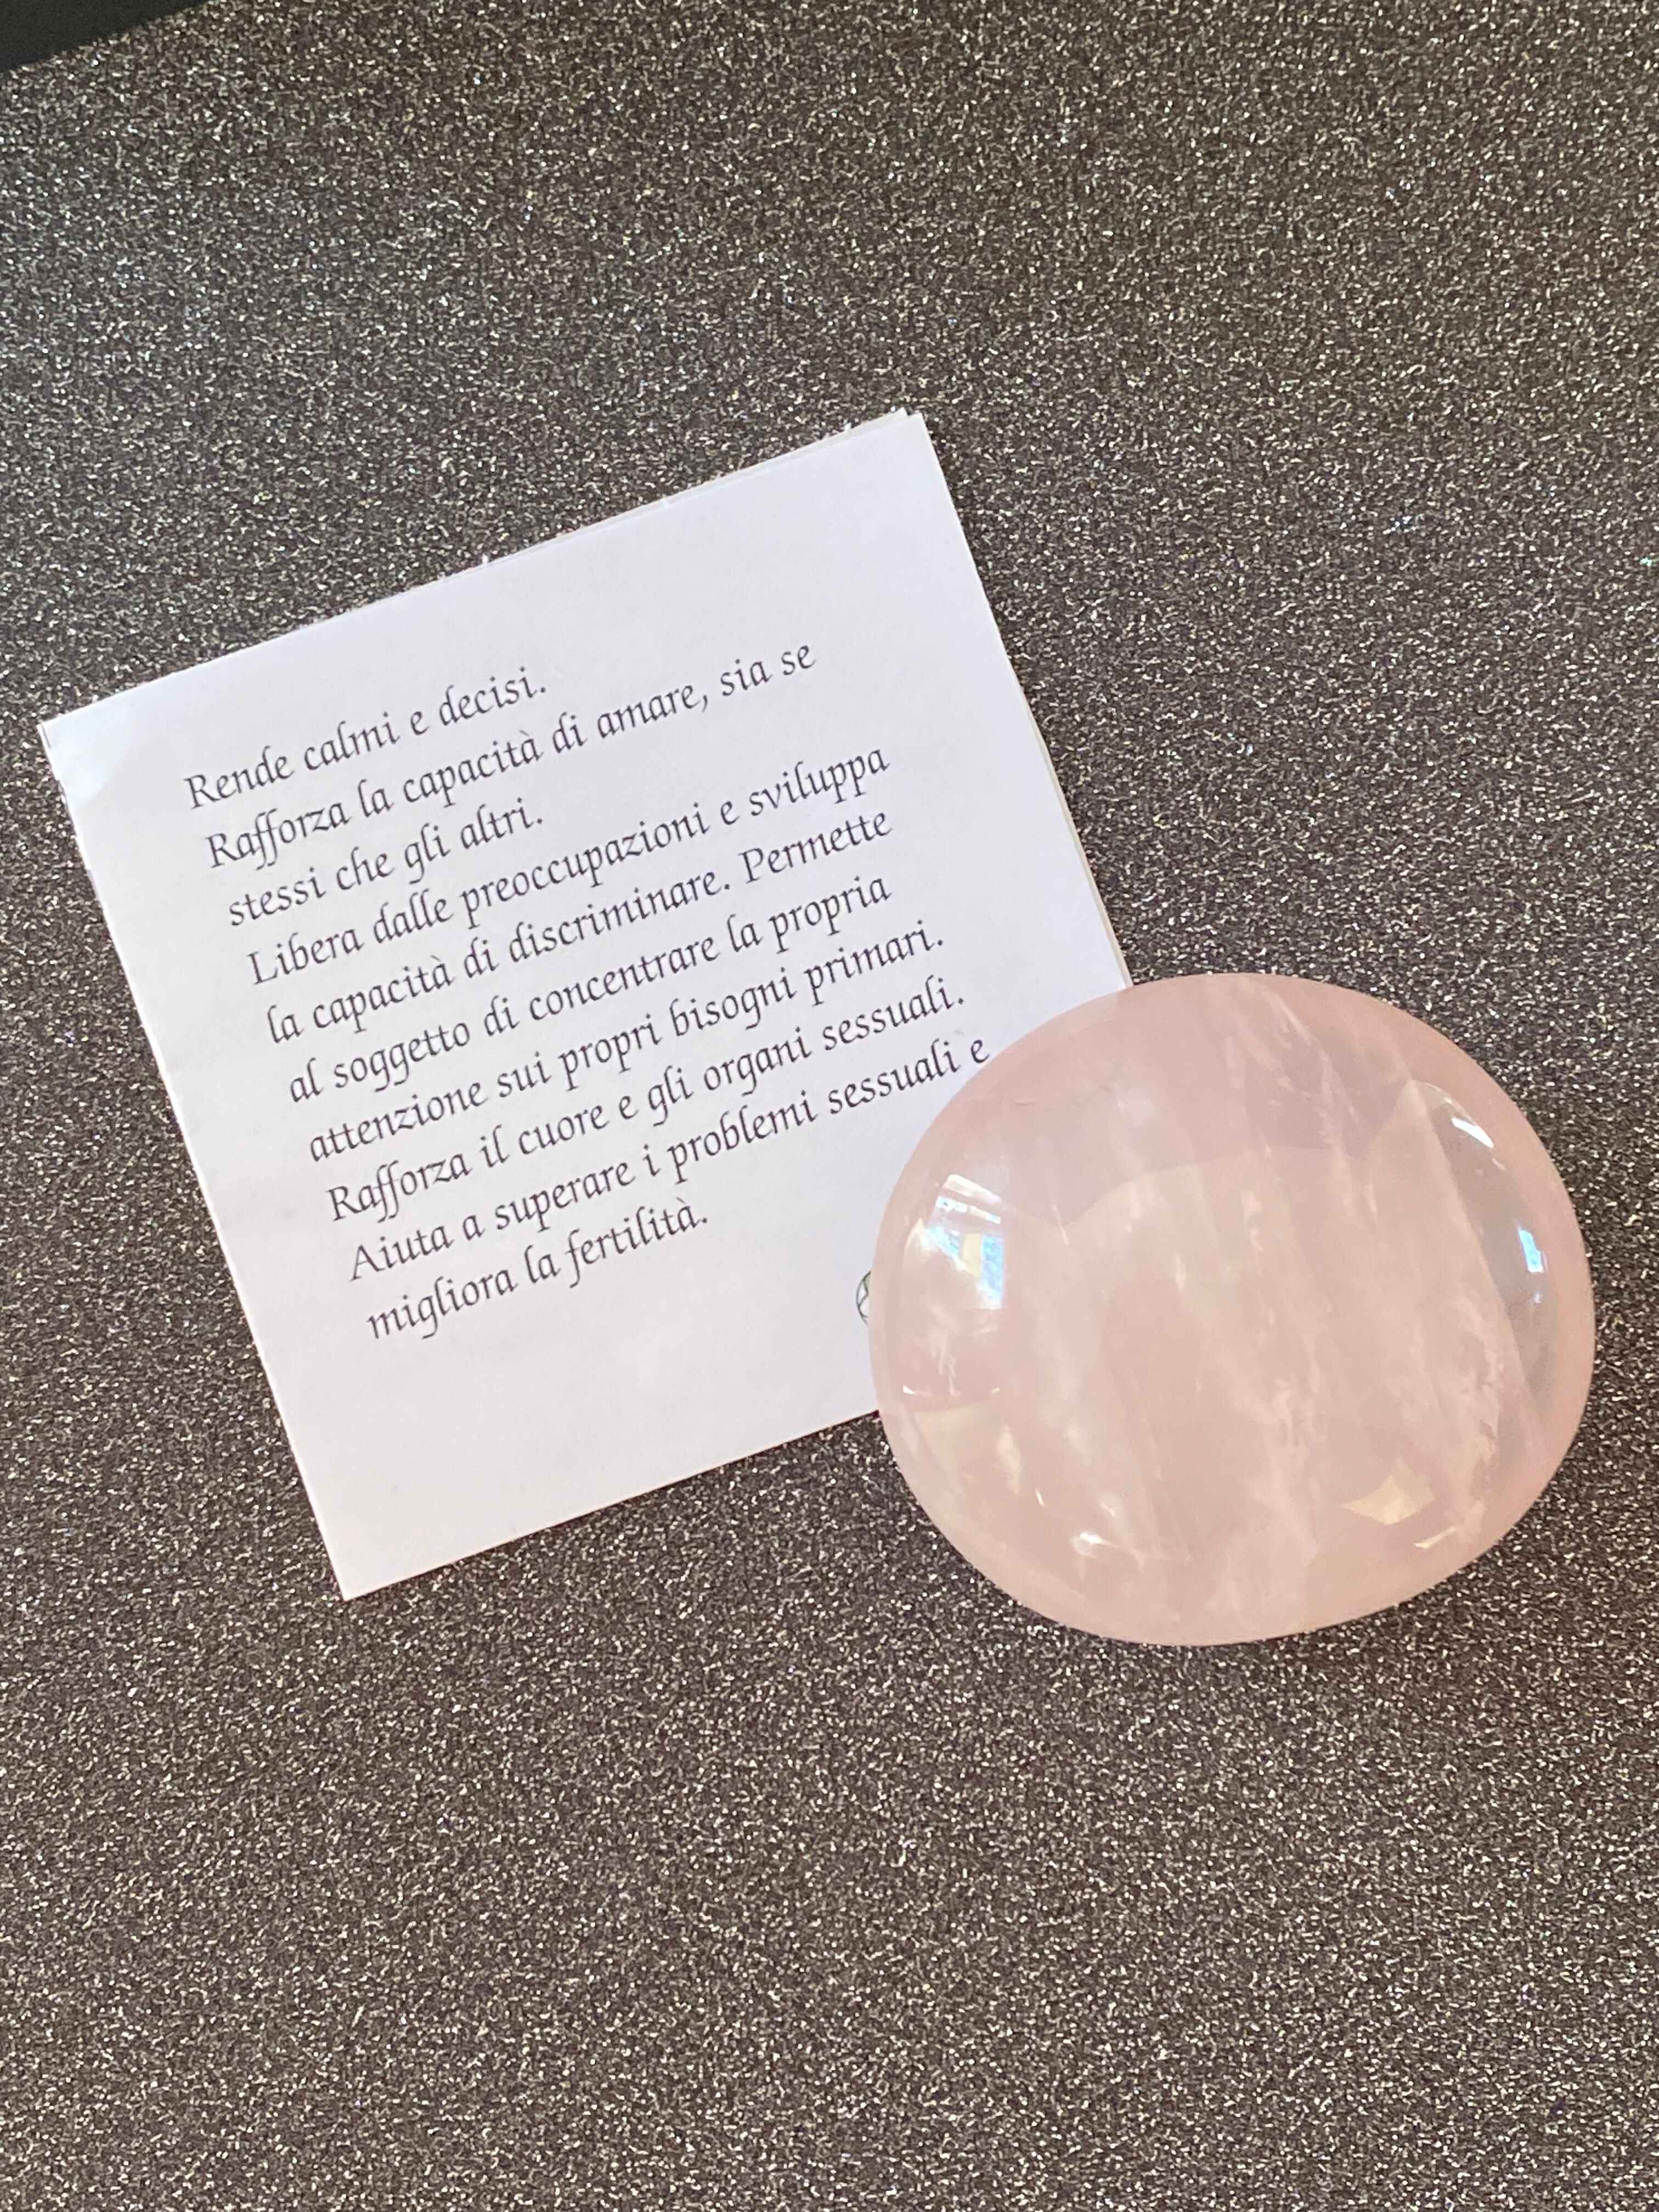 Rende calmi e decisi.
Rafforza la capacità di amare, sia se
stessi che gli altri.
Libera dalle preoccupazioni e sviluppa
la capacità di discriminare. Permette
al soggetto di concentrare la propria
attenzione sui propri bisogni primari.
Rafforza il cuore e gli organi sessuali.
Aiuta a superare i problemi sessuali e
migliora la fertilità.